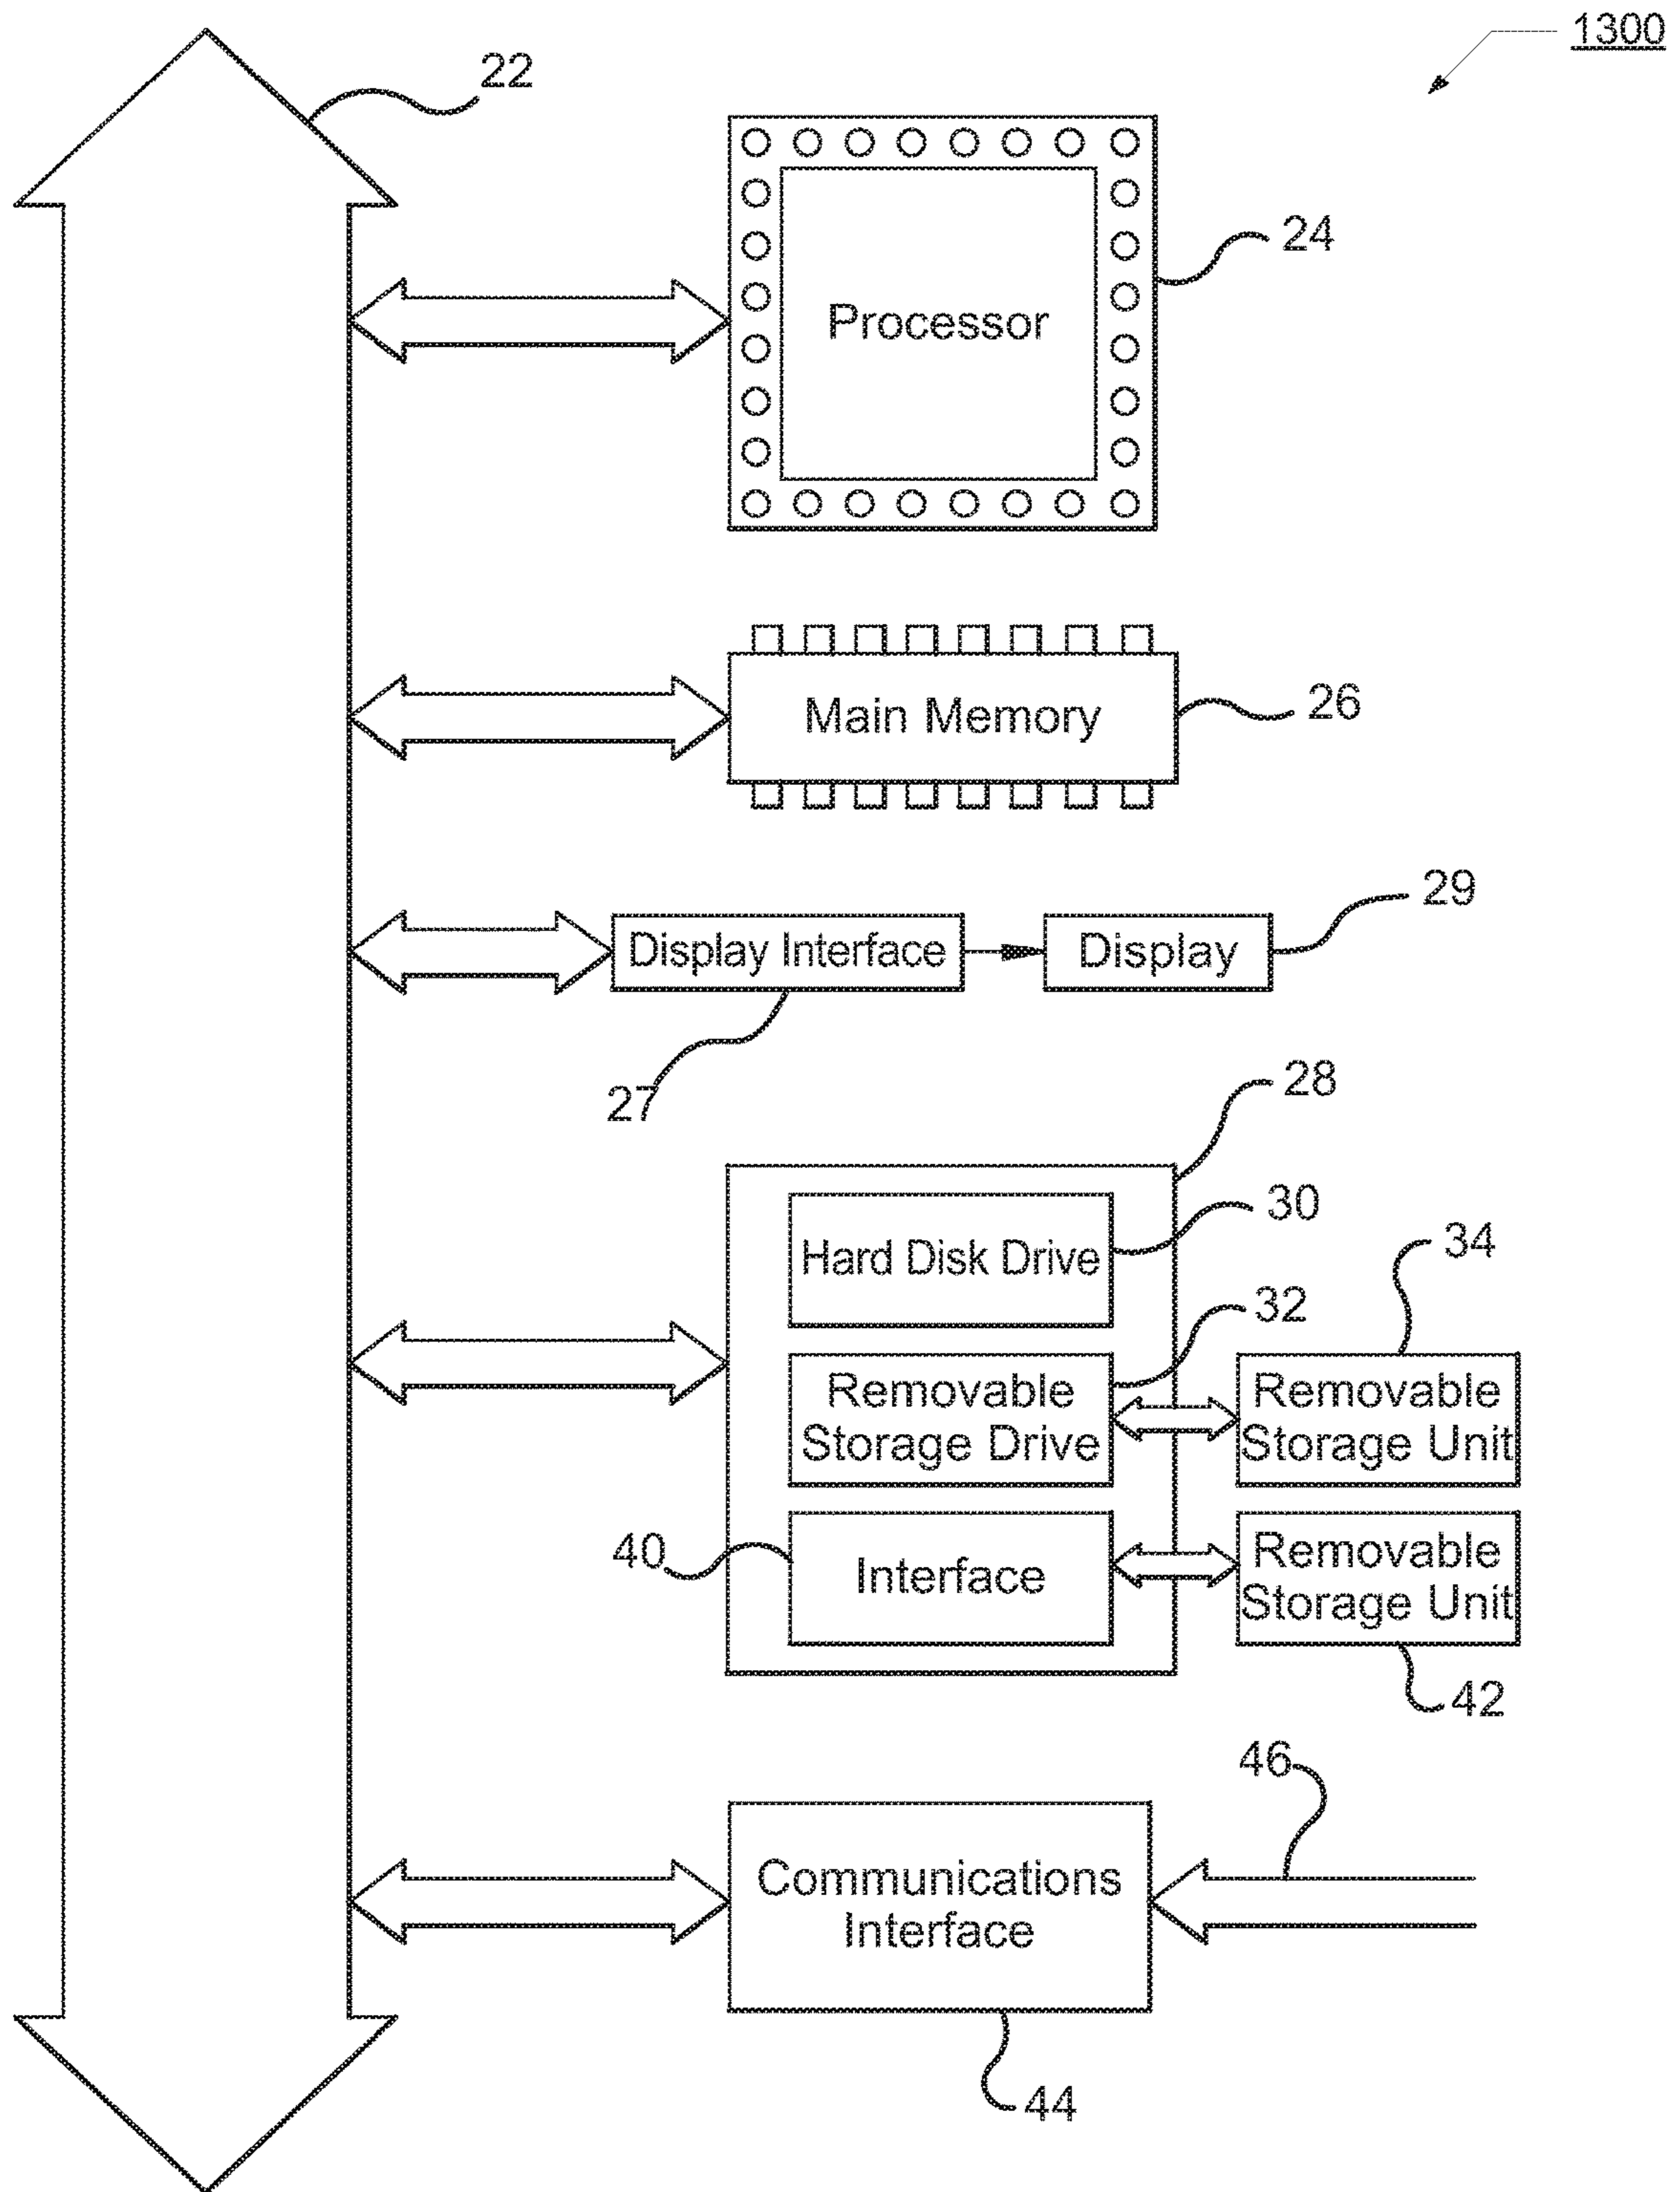 1300
22
24
Processor
Main Memory
26
29
Display Interface
Display
27
28
30
Hard Disk Drive
34
32
Removable
Storage Drive
Removable
Storage Unit
40
Interface
Removable
Storage Unit
42
46
Communications
Interface
44